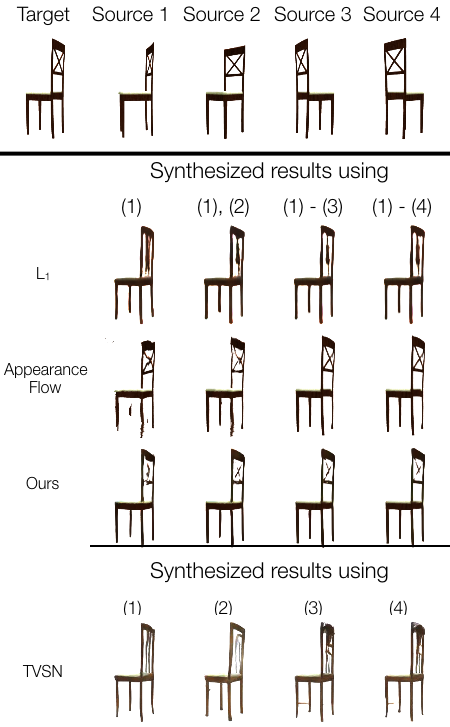 Target Source 1 Source 2 Source 3 Source 4
Synthesized results using
(1) (1), (2) (1) - (3) (1) - (4)
L₁
Appearance
Flow
Ours
Synthesized results using
(1) (2) (3) (4)
TVSN